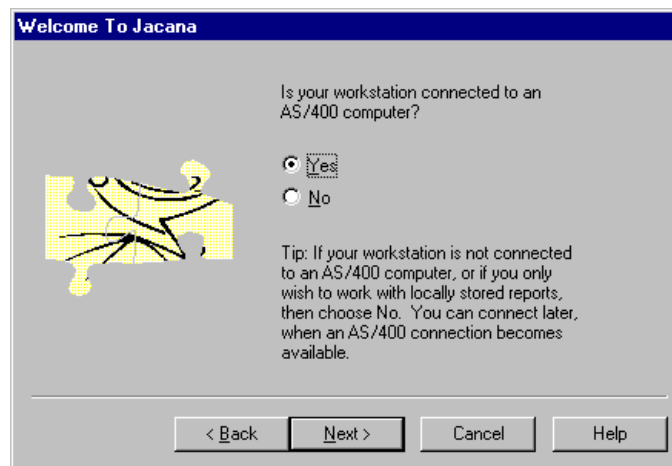 Welcome To Jacana
Is your workstation connected to an
AS/400 computer?
Yes
No
Tip: If your workstation is not connected
to an AS/400 computer, or if you only
wish to work with locally stored reports,
then choose No.  You can connect later,
when an AS/400 connection becomes
available.
< Back Next > Cancel Help